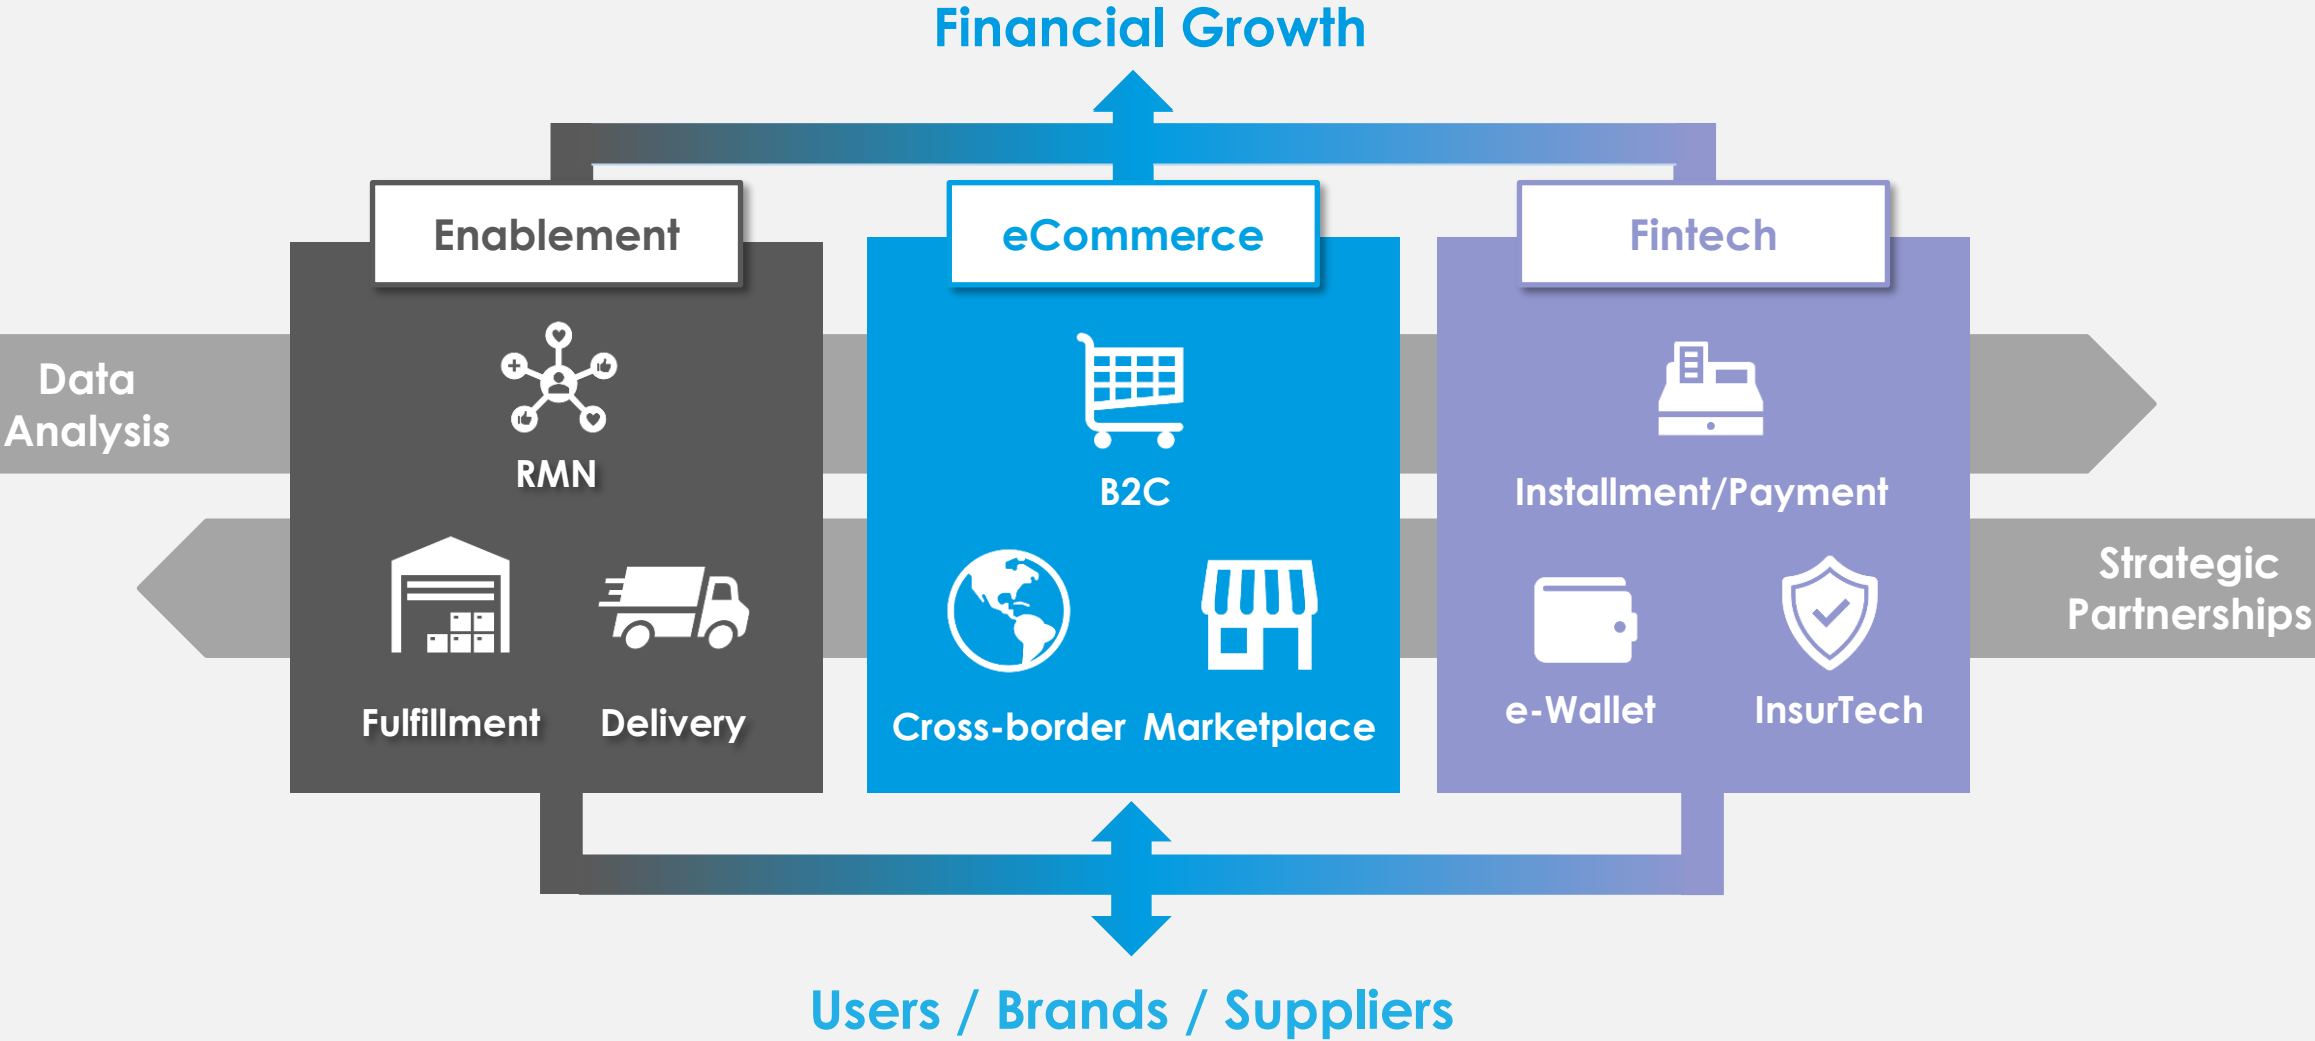 Financial Growth
Enablement
eCommerce
Fintech
Data
Analysis
RMN
B2C
Installment/Payment
Strategic
Partnerships
Fulfillment
Delivery
Cross-border
Marketplace
e-Wallet
InsurTech
Users / Brands / Suppliers